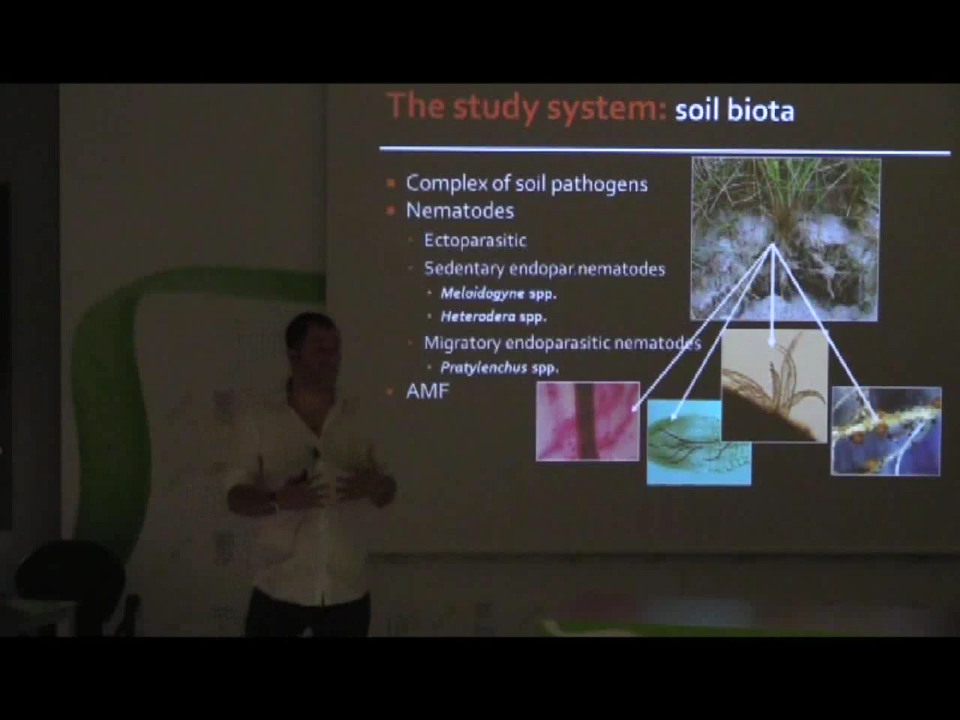 The study system: soil biota
Complex of soil pathogens
Nematodes
Ectoparasitic
Sedentary endopar.nematodes
Meloidogyne spp.
Heterodera spp.
Migratory endoparasitic nematodes
Pratylenchus spp.
AMF